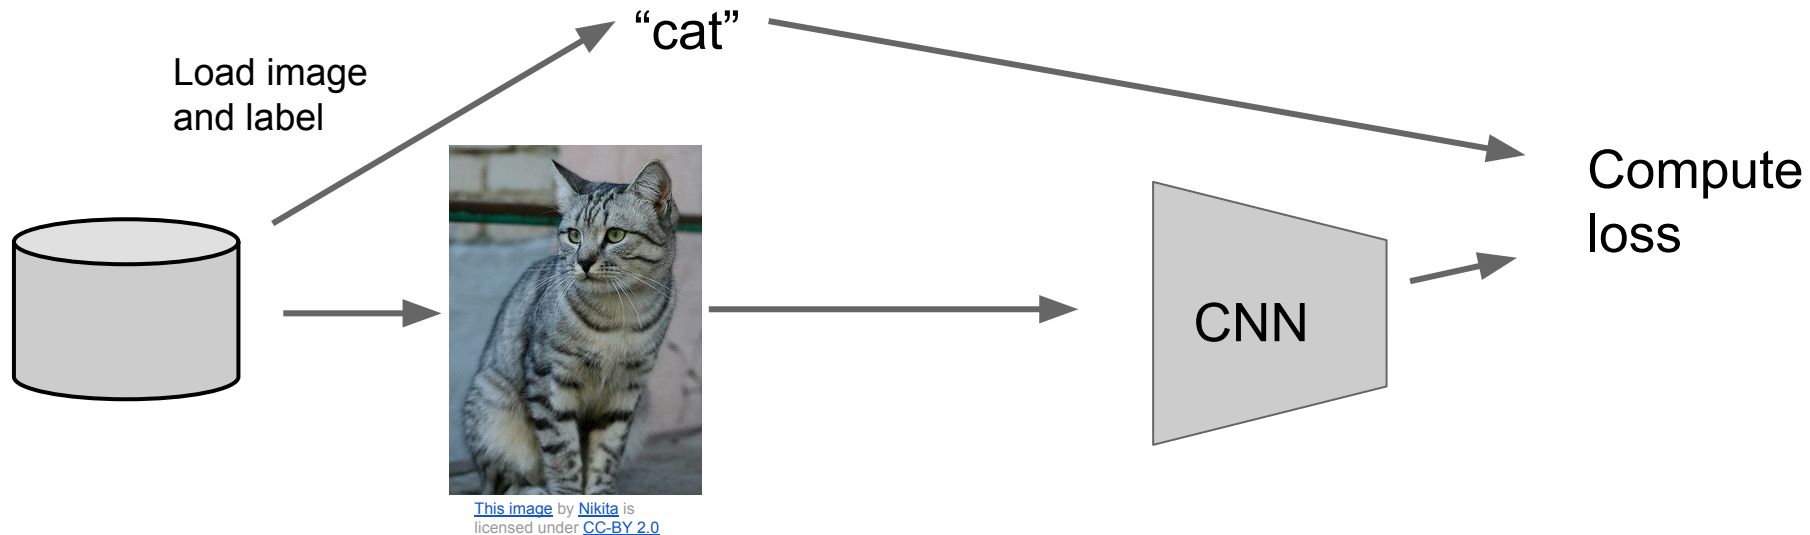 “cat”
Load image
and label
Compute
loss
CNN
This image by Nikita is
licensed under CC-BY 2.0